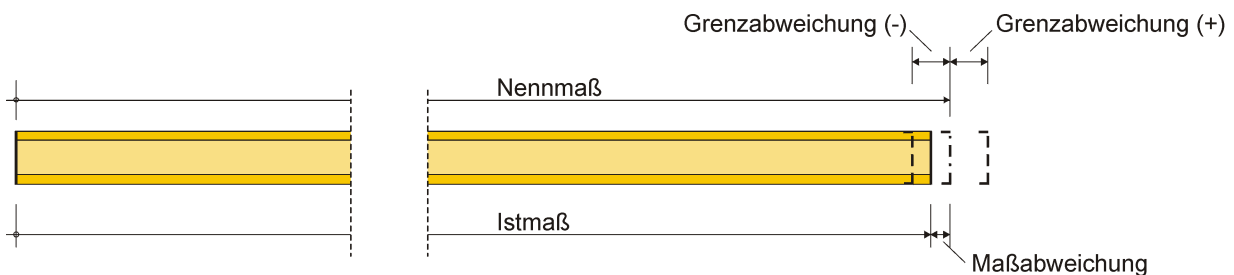 Grenzabweichung (-)
Grenzabweichung (+)
Nennmaß
Istmaß
Maßabweichung